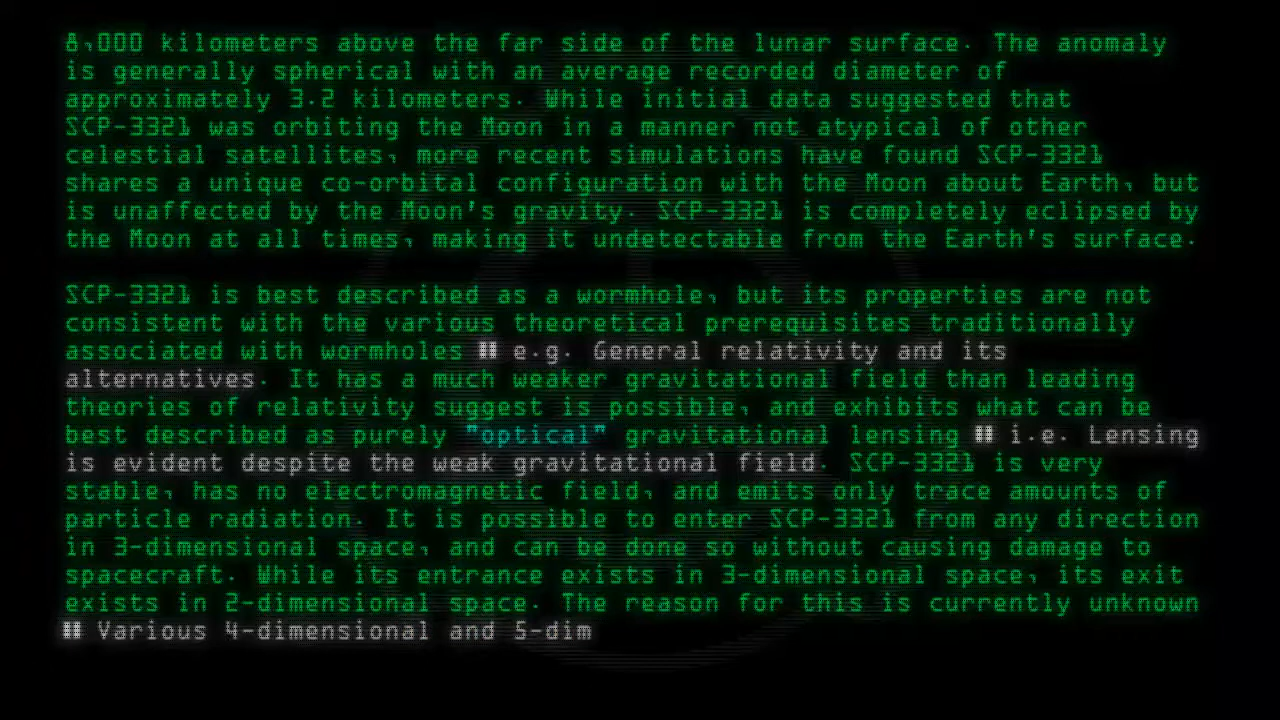 8,000 kilometers above the far side of the lunar surface. The anomaly
is generally spherical with an average recorded diameter of
approximately 3.2 kilometers. While initial data suggested that
SCP-3321 was orbiting the Moon in a manner not atypical of other
celestial satellites, more recent simulations have found SCP-3321
shares a unique co-orbital configuration with the Moon about Earth, but
is unaffected by the Moon's gravity. SCP-3321 is completely eclipsed by
the Moon at all times, making it undetectable from the Earth's surface.
SCP-3321 is best described as a wormhole, but its properties are not
consistent with the various theoretical prerequisites traditionally
associated with wormholes ⏸ e.g. General relativity and its
alternatives. It has a much weaker gravitational field than leading
theories of relativity suggest is possible, and exhibits what can be
best described as purely "optical" gravitational lensing ⏸ i.e. Lensing
is evident despite the weak gravitational field. SCP-3321 is very
stable, has no electromagnetic field, and emits only trace amounts of
particle radiation. It is possible to enter SCP-3321 from any direction
in 3-dimensional space, and can be done so without causing damage to
spacecraft. While its entrance exists in 3-dimensional space, its exit
exists in 2-dimensional space. The reason for this is currently unknown
⏸ Various 4-dimensional and 5-dim